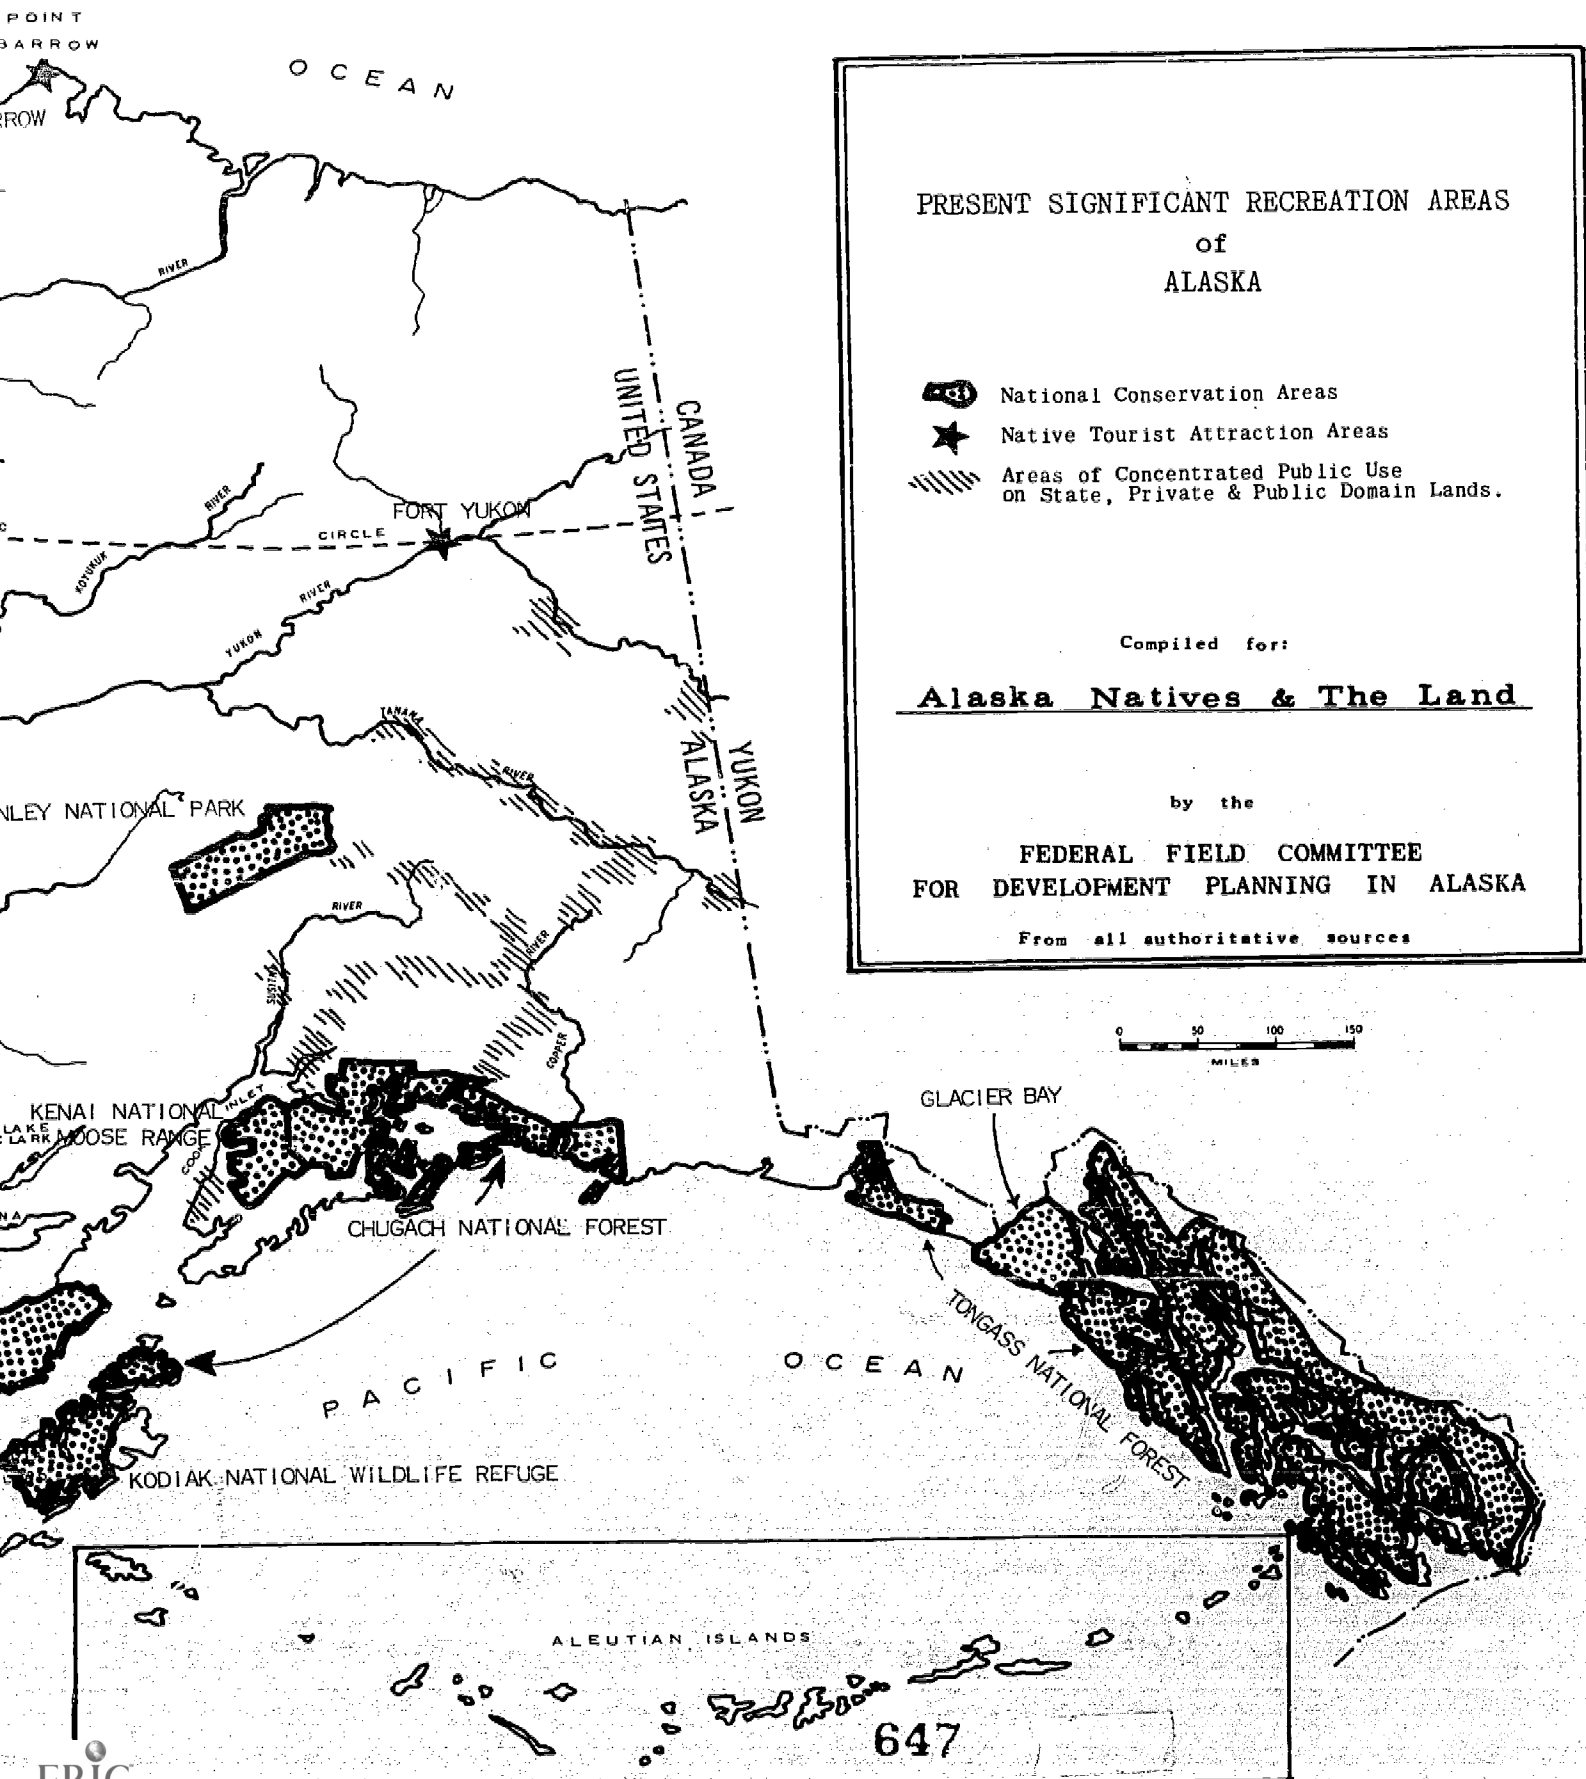 POINT
BARROW
OCEAN
RROW
RIVER
UNITED STATES
CANADA
RIVER
FORT YUKON
CIRCLE
KOYUKUK
RIVER
YUKON
TANANA
RIVER
ALASKA
YUKON
NLEY NATIONAL PARK
RIVER
RIVER
SUSITNA
COPPER
INLET
KENAI NATIONAL
MOOSE RANGE
LAKE
CLARK
COOK
NA
CHUGACH NATIONAL FOREST
GLACIER BAY
TONGASS NATIONAL FOREST
PACIFIC
OCEAN
KODIAK NATIONAL WILDLIFE REFUGE
ALEUTIAN ISLANDS
PRESENT SIGNIFICANT RECREATION AREAS
of
ALASKA
National Conservation Areas
Native Tourist Attraction Areas
Areas of Concentrated Public Use
on State, Private & Public Domain Lands.
Compiled for:
Alaska Natives & The Land
by the
FEDERAL FIELD COMMITTEE
FOR DEVELOPMENT PLANNING IN ALASKA
From all authoritative sources
0 50 100 150
MILES
647
ERIC